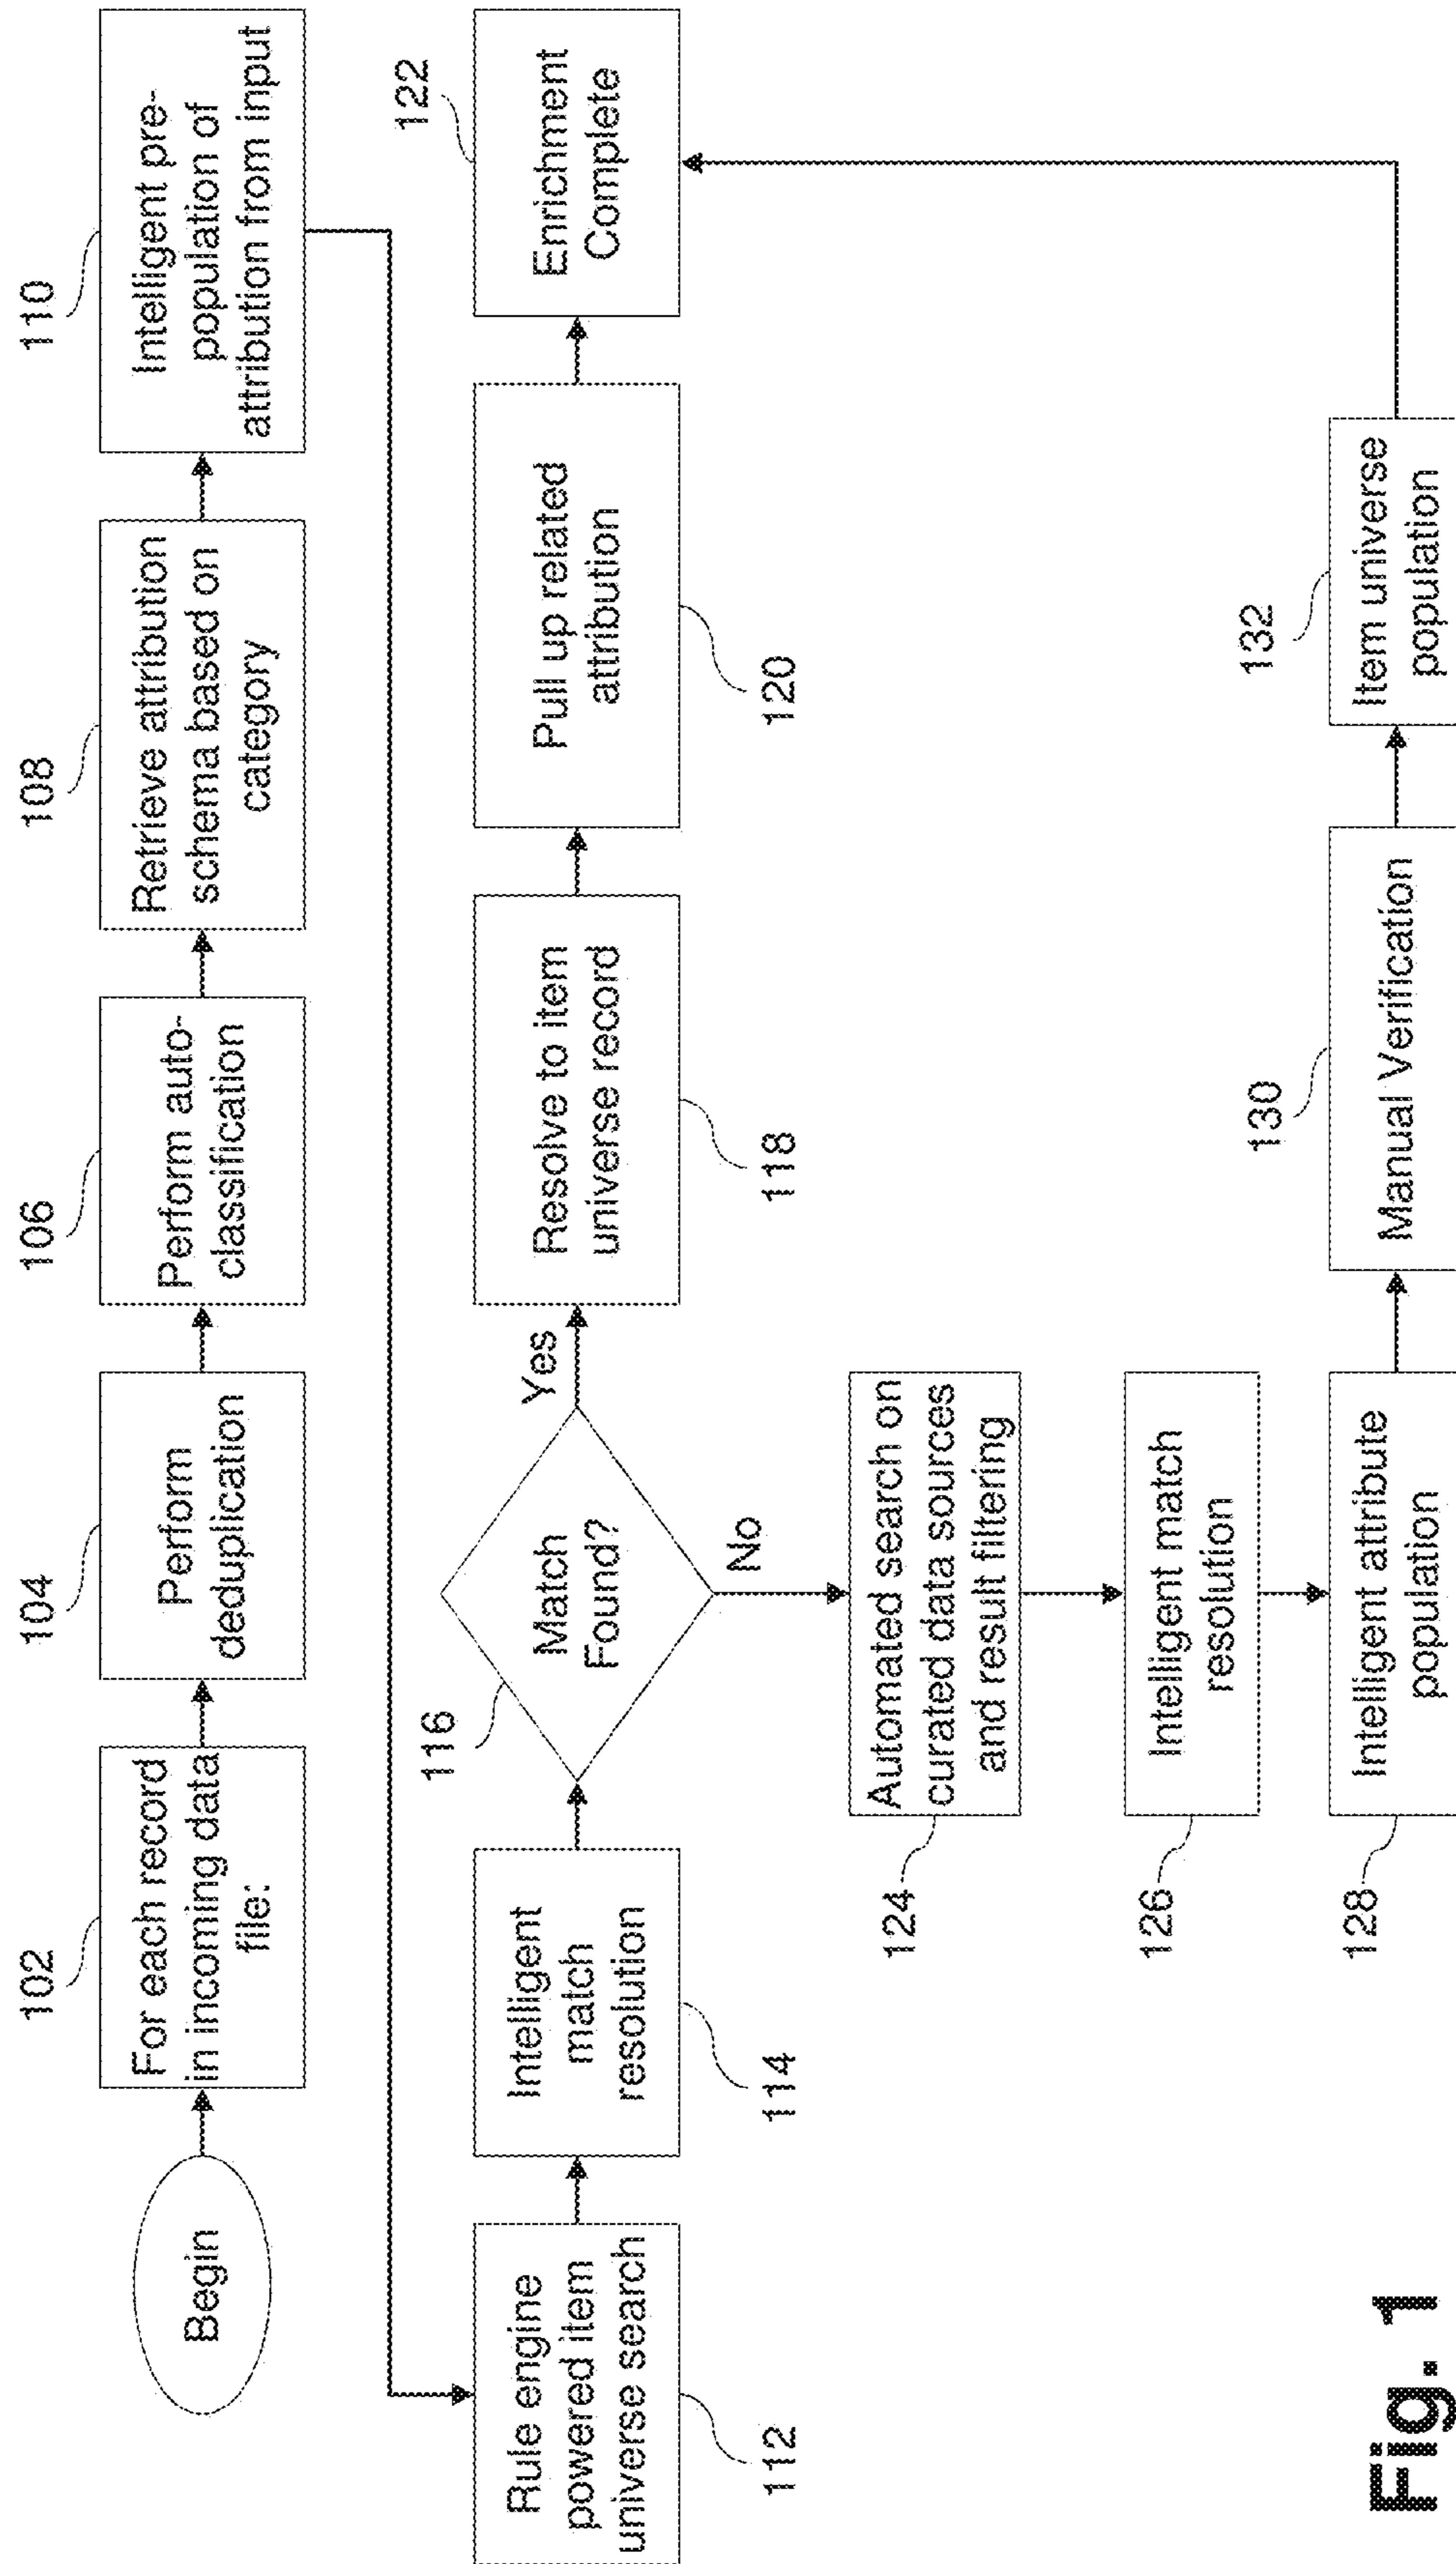 Begin
102
For each record
in incoming data
file:
104
Perform
deduplication
106
Perform auto-
classification
108
Retrieve attribution
schema based on
category
110
Intelligent pre-
population of
attribution from input
Rule engine
powered item
universe search
112
Intelligent
match
resolution
114
116
Match
Found?
Yes
No
Resolve to item
universe record
118
Pull up related
attribution
120
122
Enrichment
Complete
124
Automated search on
curated data sources
and result filtering
126
Intelligent match
resolution
128
Intelligent attribute
population
130
Manual Verification
132
Item universe
population
Fig. 1